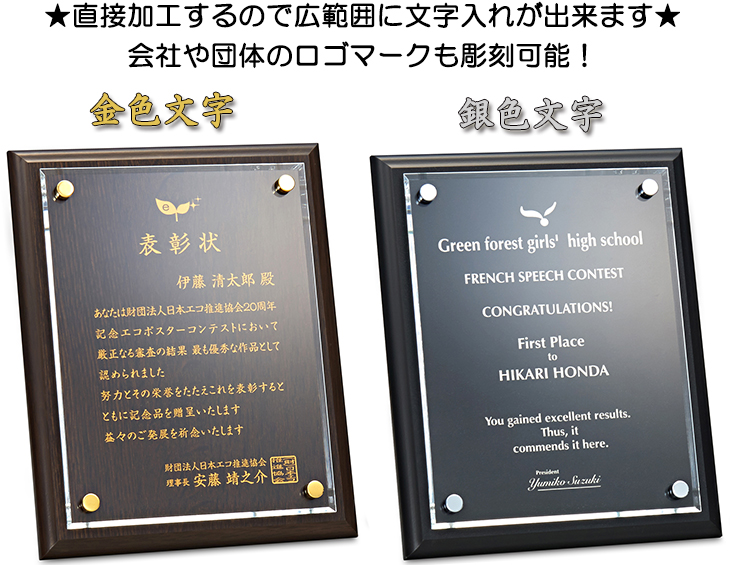 ★直接加工するので広範囲に文字入れが出来ます★
会社や団体のロゴマークも彫刻可能！
金色文字
e
表彰状
伊藤 清太郎 殿
あなたは財団法人日本エコ推進協会20周年
記念エコポスターコンテストにおいて
厳正なる審査の結果 最も優秀な作品として
認められました
努力とその栄誉をたたえこれを表彰すると
ともに記念品を贈呈いたします
益々のご発展を祈念いたします
財団法人日本エコ推進協会
理事長 安藤 靖之介
銀色文字
Green forest girls' high school
FRENCH SPEECH CONTEST
CONGRATULATIONS!
First Place
to
HIKARI HONDA
You gained excellent results.
Thus, it
commends it here.
President
Yumiko Suzuki